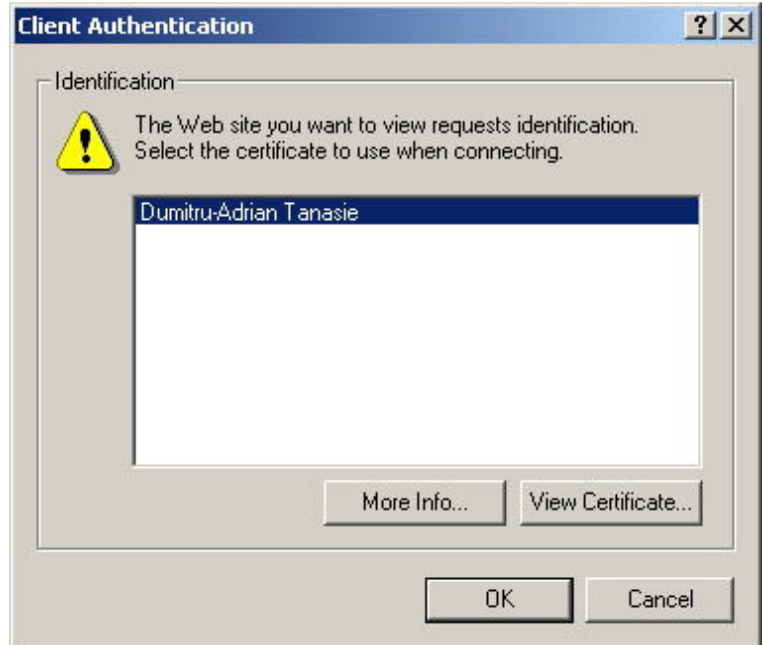 Client Authentication
Identification
The Web site you want to view requests identification.
Select the certificate to use when connecting.
Dumitru-Adrian Tanasie
More Info... View Certificate...
OK Cancel